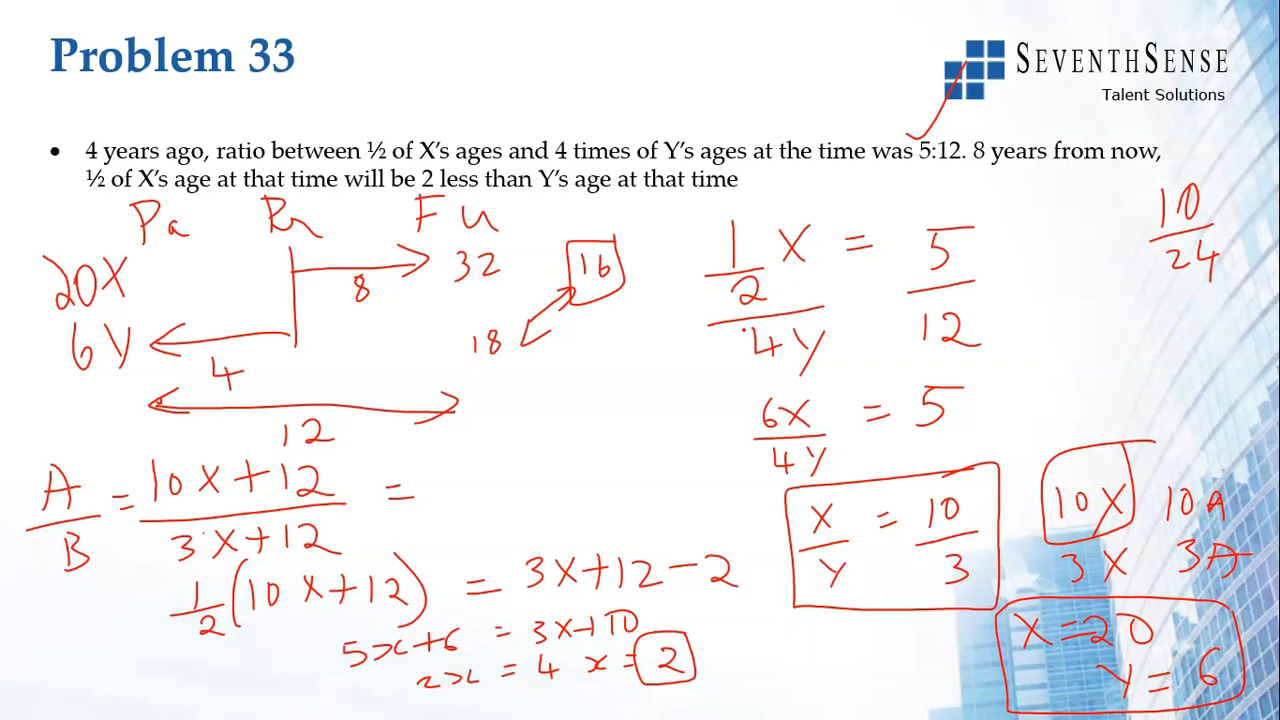 Problem 33
SEVENTHSENSE
Talent Solutions
• 4 years ago, ratio between ½ of X's ages and 4 times of Y's ages at the time was 5:12. 8 years from now,
½ of X's age at that time will be 2 less than Y's age at that time
Pa Pr Fu
20X
8
32
16
6Y
4
18
12
1/2 X / 4Y = 5/12
10/24
6X/4Y = 5
A/B = 10X+12 / 3X+12 =
X/Y = 10/3
10X 10A
3X 3A
1/2 (10X+12) = 3X+12-2
5x+6 = 3X+10
2x = 4 x = 2
X=20
Y=6